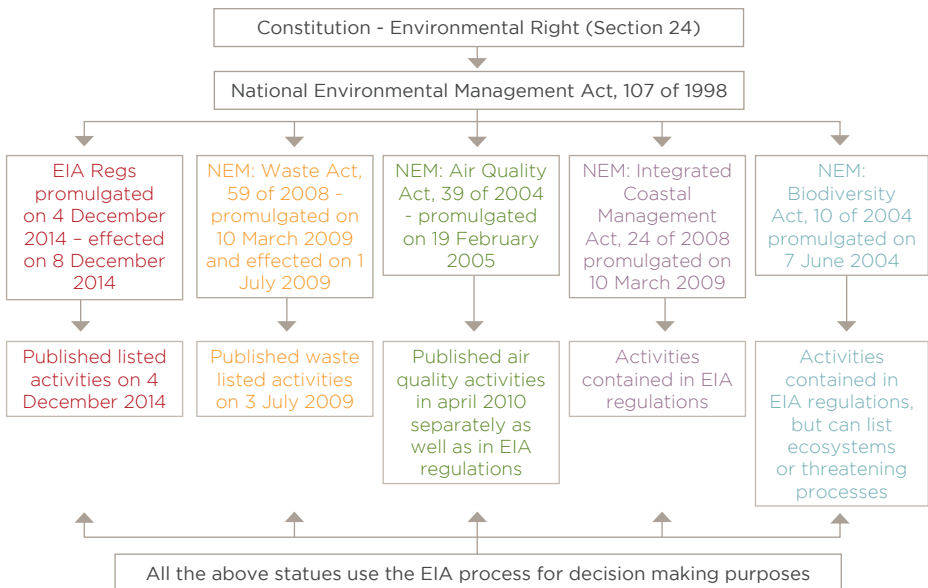 Constitution - Environmental Right (Section 24)
National Environmental Management Act, 107 of 1998
EIA Regs
promulgated
on 4 December
2014 – effected
on 8 December
2014
NEM: Waste Act,
59 of 2008 -
promulgated on
10 March 2009
and effected on 1
July 2009
NEM: Air Quality
Act, 39 of 2004
- promulgated
on 19 February
2005
NEM: Integrated
Coastal
Management
Act, 24 of 2008
promulgated on
10 March 2009
NEM:
Biodiversity
Act, 10 of 2004
promulgated on
7 June 2004
Published listed
activities on 4
December 2014
Published waste
listed activities
on 3 July 2009
Published air
quality activities
in april 2010
separately as
well as in EIA
regulations
Activities
contained in EIA
regulations
Activities
contained in
EIA regulations,
but can list
ecosystems
or threatening
processes
All the above statues use the EIA process for decision making purposes